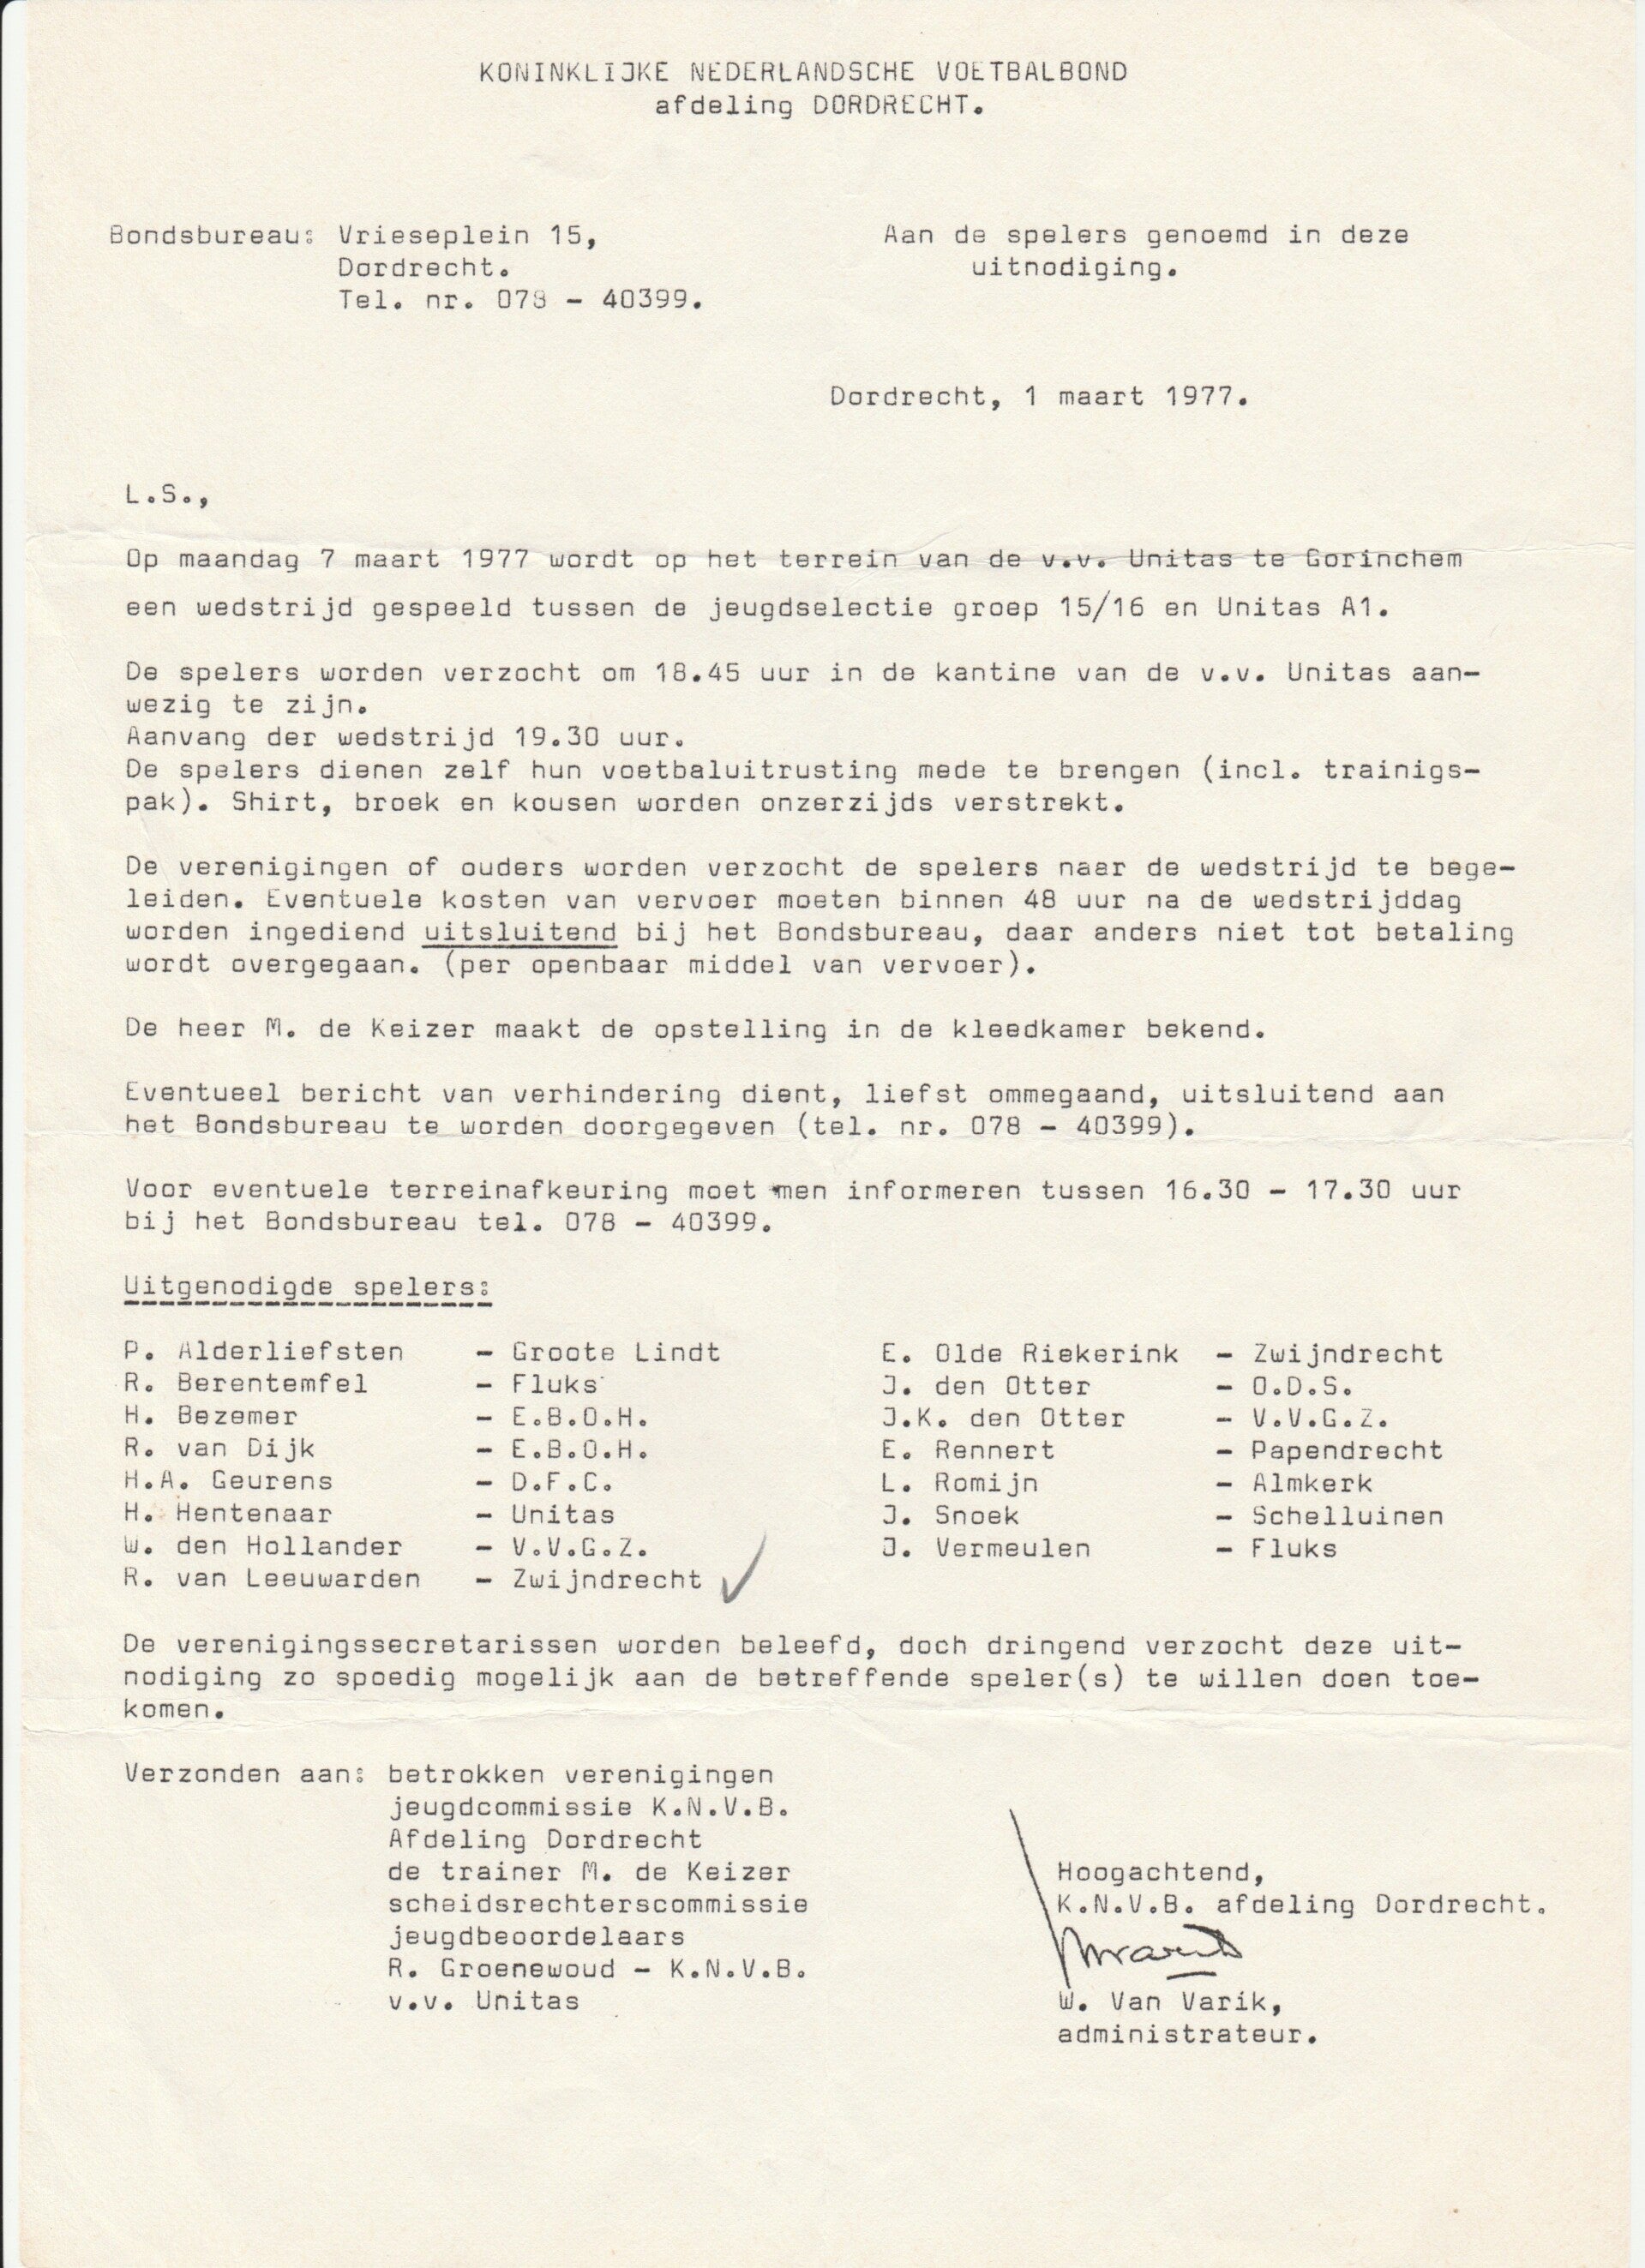 KONINKLIJKE NEDERLANDSCHE VOETBALBOND
afdeling DORDRECHT.
Bondsbureau: Vrieseplein 15,
Dordrecht.
Tel. nr. 078 - 40399.
Aan de spelers genoemd in deze
uitnodiging.
Dordrecht, 1 maart 1977.
L.S.,
Op maandag 7 maart 1977 wordt op het terrein van de v.v. Unitas te Gorinchem
een wedstrijd gespeeld tussen de jeugdselectie groep 15/16 en Unitas A1.
De spelers worden verzocht om 18.45 uur in de kantine van de v.v. Unitas aan-
wezig te zijn.
Aanvang der wedstrijd 19.30 uur.
De spelers dienen zelf hun voetbaluitrusting mede te brengen (incl. trainigs-
pak). Shirt, broek en kousen worden onzerzijds verstrekt.
De verenigingen of ouders worden verzocht de spelers naar de wedstrijd te bege-
leiden. Eventuele kosten van vervoer moeten binnen 48 uur na de wedstrijddag
worden ingediend uitsluitend bij het Bondsbureau, daar anders niet tot betaling
wordt overgegaan. (per openbaar middel van vervoer).
De heer M. de Keizer maakt de opstelling in de kleedkamer bekend.
Eventueel bericht van verhindering dient, liefst ommegaand, uitsluitend aan
het Bondsbureau te worden doorgegeven (tel. nr. 078 - 40399).
Voor eventuele terreinafkeuring moet men informeren tussen 16.30 - 17.30 uur
bij het Bondsbureau tel. 078 - 40399.
Uitgenodigde spelers:
P. Alderliefsten - Groote Lindt
R. Berentemfel - Fluks
H. Bezemer - E.B.O.H.
R. van Dijk - E.B.O.H.
H.A. Geurens - D.F.C.
H. Hentenaar - Unitas
W. den Hollander - V.V.G.Z.
R. van Leeuwarden - Zwijndrecht ✓
E. Olde Riekerink - Zwijndrecht
J. den Otter - O.D.S.
J.K. den Otter - V.V.G.Z.
E. Rennert - Papendrecht
L. Romijn - Almkerk
J. Snoek - Schelluinen
J. Vermeulen - Fluks
De verenigingssecretarissen worden beleefd, doch dringend verzocht deze uit-
nodiging zo spoedig mogelijk aan de betreffende speler(s) te willen doen toe-
komen.
Verzonden aan: betrokken verenigingen
jeugdcommissie K.N.V.B.
Afdeling Dordrecht
de trainer M. de Keizer
scheidsrechterscommissie
jeugdbeoordelaars
R. Groenewoud - K.N.V.B.
v.v. Unitas
Hoogachtend,
K.N.V.B. afdeling Dordrecht.
W. Van Varik,
administrateur.